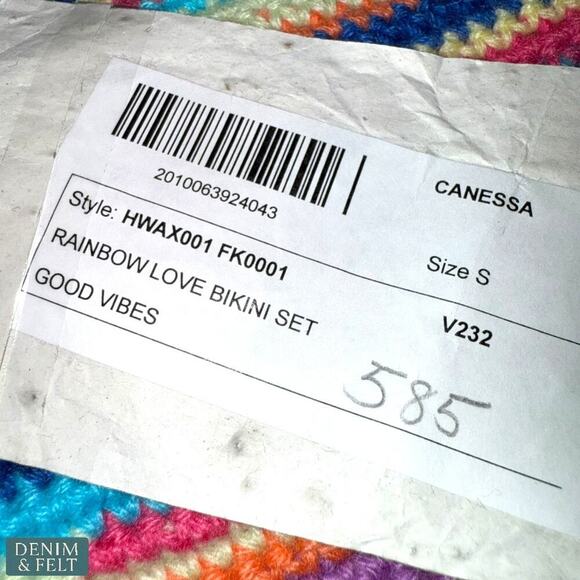 2010063924043
CANESSA
Style: HWAX001 FK0001
Size S
RAINBOW LOVE BIKINI SET
V232
GOOD VIBES
585
DENIM
& FELT